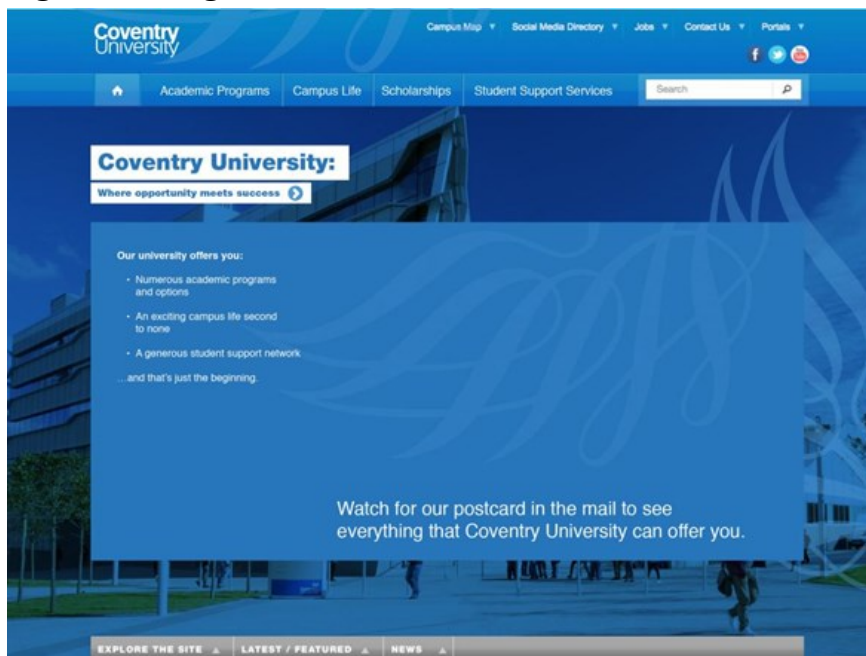 Coventry
University
Campus Map Social Media Directory Jobs Contact Us Portals
Academic Programs Campus Life Scholarships Student Support Services Search
Coventry University:
Where opportunity meets success
Our university offers you:
• Numerous academic programs
and options
• An exciting campus life second
to none
• A generous student support network
...and that's just the beginning.
Watch for our postcard in the mail to see
everything that Coventry University can offer you.
EXPLORE THE SITE LATEST / FEATURED NEWS